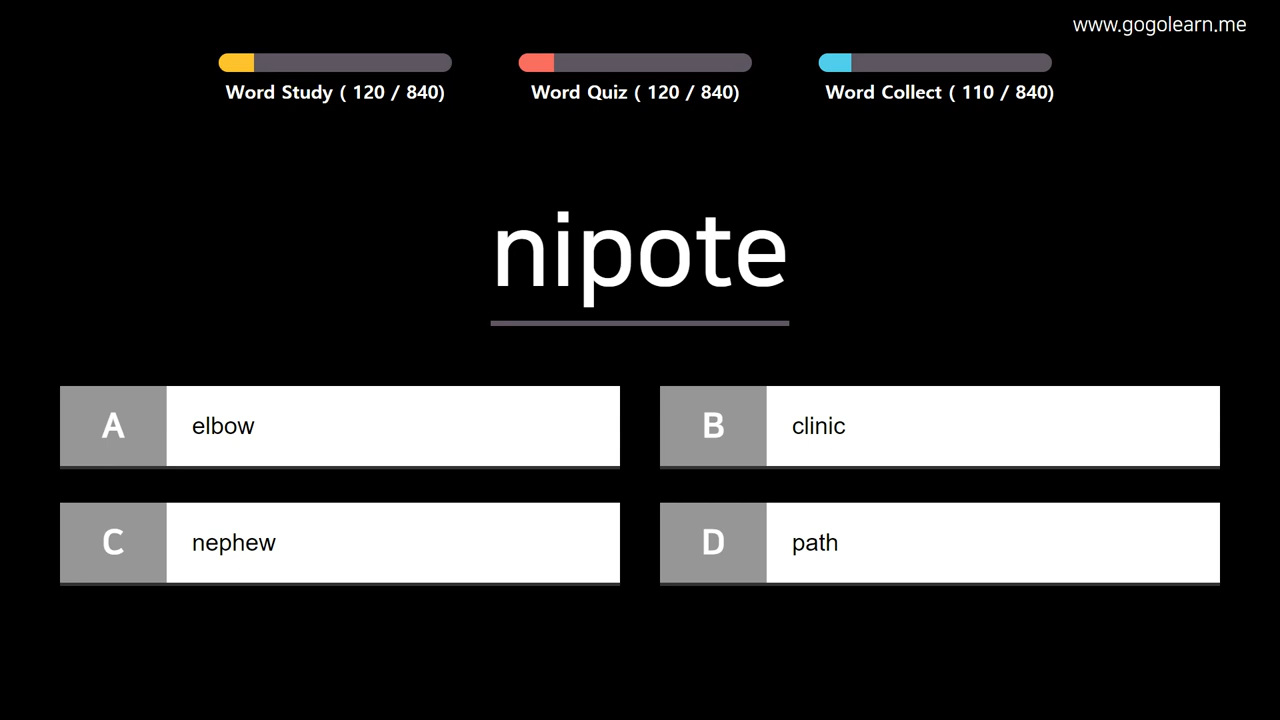 www.gogolearn.me
Word Study ( 120 / 840)
Word Quiz ( 120 / 840)
Word Collect ( 110 / 840)
nipote
A elbow
B clinic
C nephew
D path